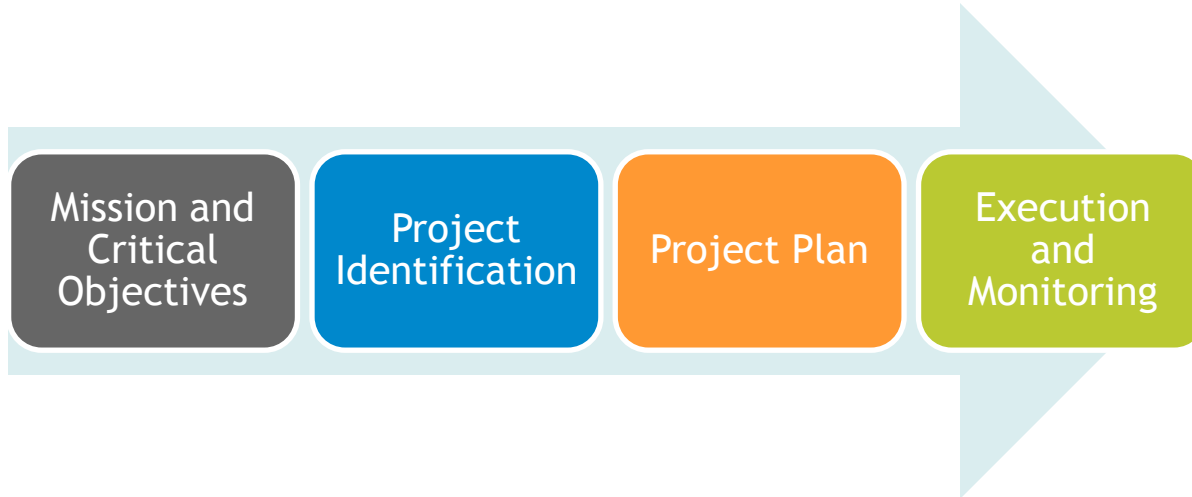 Mission and
Critical
Objectives
Project
Identification
Project Plan
Execution
and
Monitoring